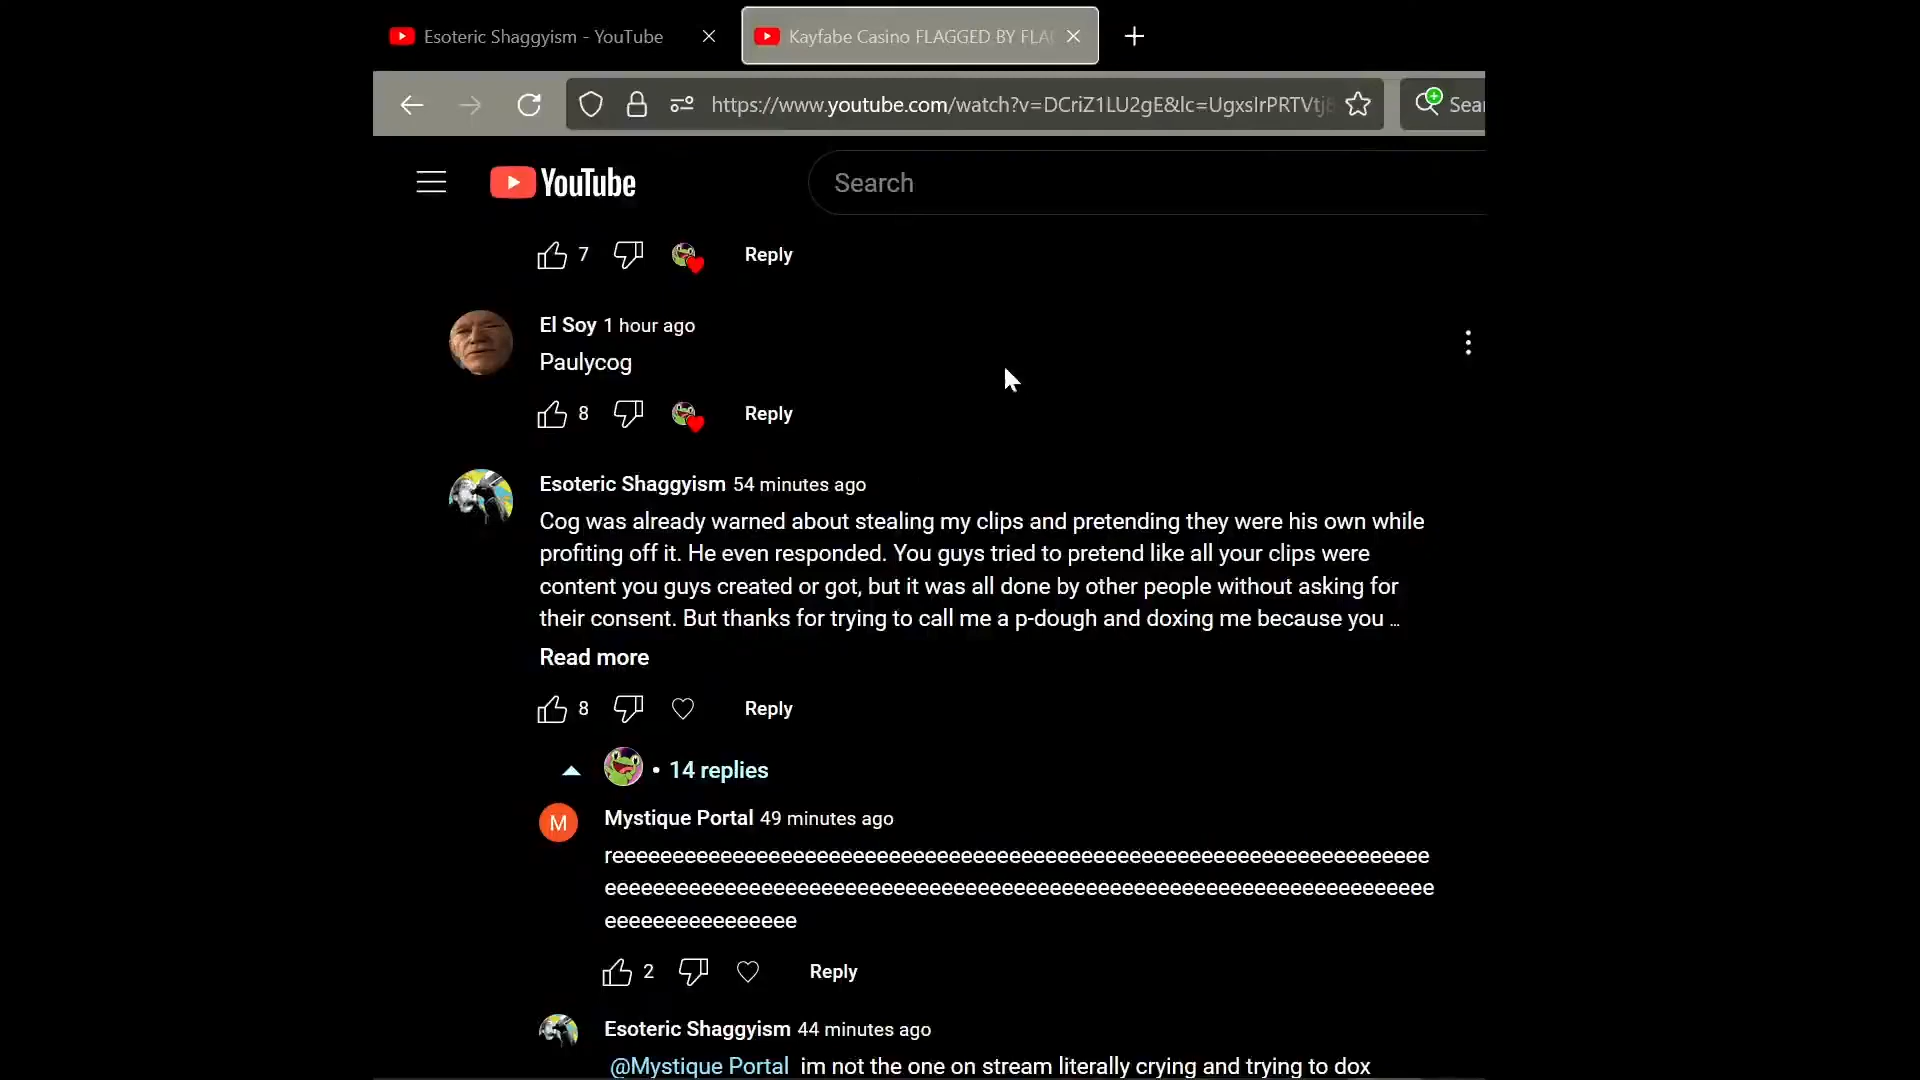 Esoteric Shaggyism - YouTube
Kayfabe Casino FLAGGED BY FLA
https://www.youtube.com/watch?v=DCriZ1LU2gE&lc=UgxsIrPRTVtj8
Sear
YouTube
Search
7
Reply
El Soy 1 hour ago
Paulycog
8
Reply
Esoteric Shaggyism 54 minutes ago
Cog was already warned about stealing my clips and pretending they were his own while
profiting off it. He even responded. You guys tried to pretend like all your clips were
content you guys created or got, but it was all done by other people without asking for
their consent. But thanks for trying to call me a p-dough and doxing me because you ...
Read more
8
Reply
• 14 replies
M
Mystique Portal 49 minutes ago
reeeeeeeeeeeeeeeeeeeeeeeeeeeeeeeeeeeeeeeeeeeeeeeeeeeeeeeeeeeeeeeeeeee
eeeeeeeeeeeeeeeeeeeeeeeeeeeeeeeeeeeeeeeeeeeeeeeeeeeeeeeeeeeeeeeeeeeee
eeeeeeeeeeeeeeee
2
Reply
Esoteric Shaggyism 44 minutes ago
@Mystique Portal im not the one on stream literally crying and trying to dox